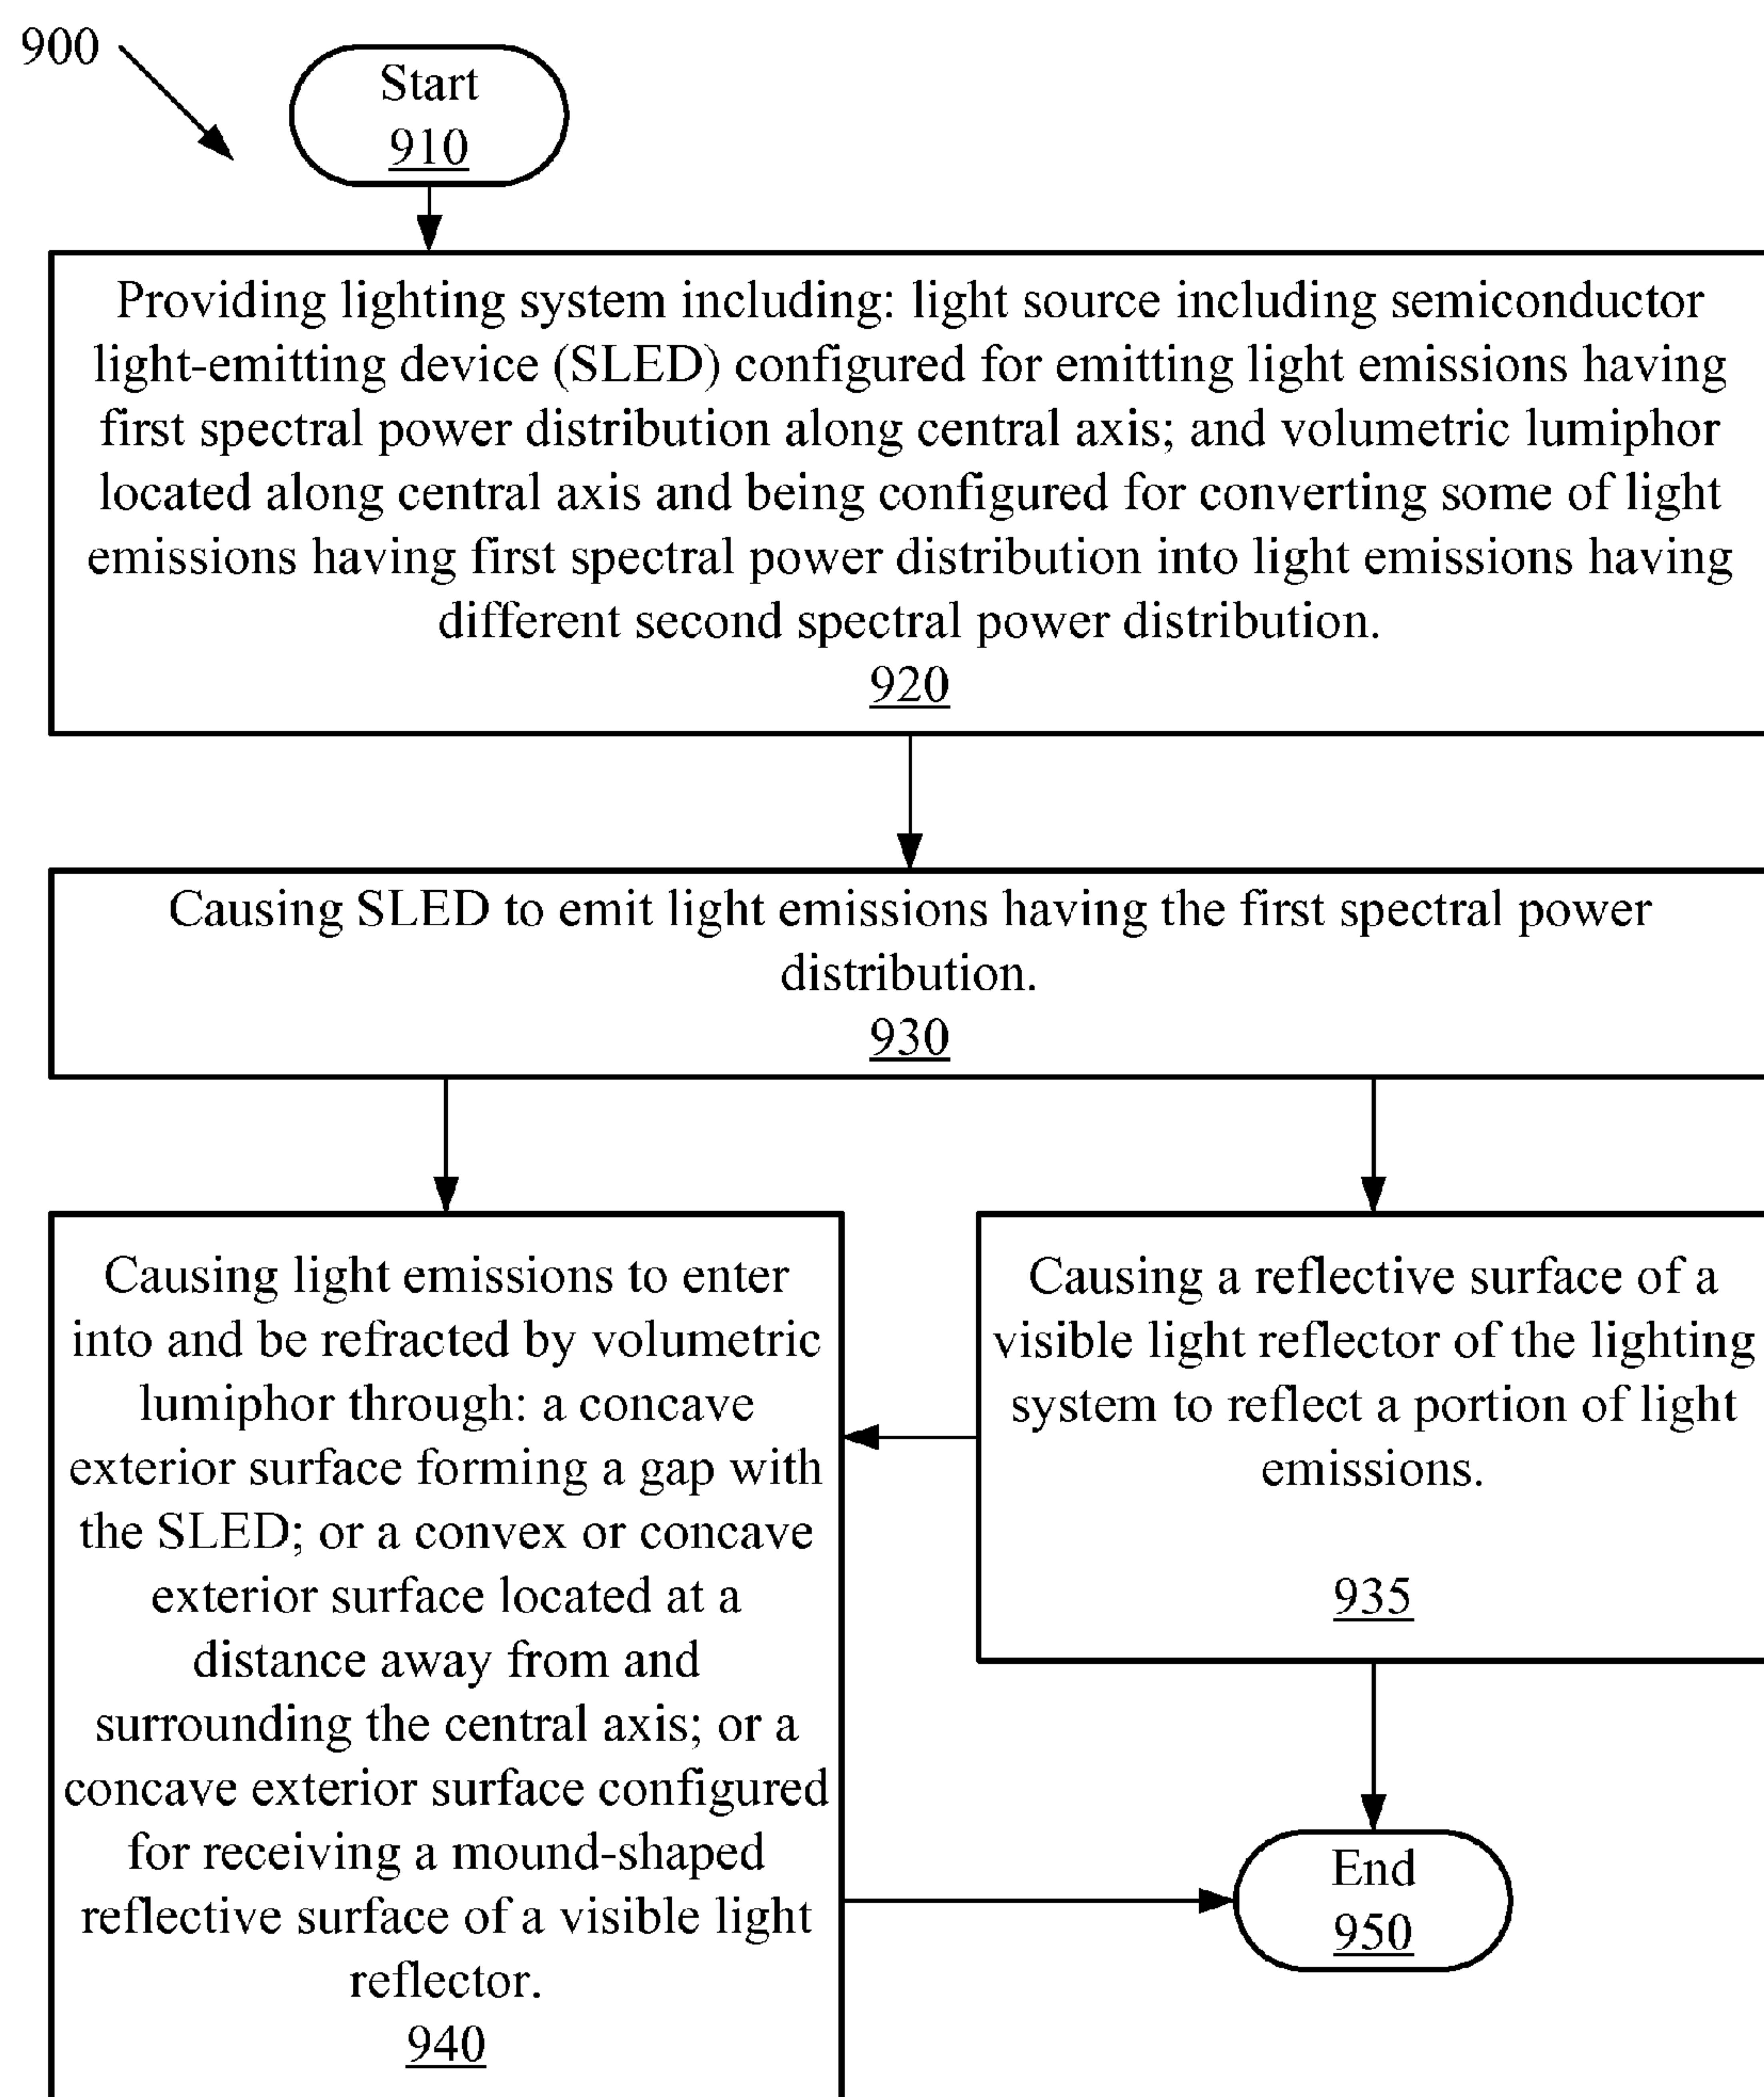 900
Start
910
Providing lighting system including: light source including semiconductor
light-emitting device (SLED) configured for emitting light emissions having
first spectral power distribution along central axis; and volumetric lumiphor
located along central axis and being configured for converting some of light
emissions having first spectral power distribution into light emissions having
different second spectral power distribution.
920
Causing SLED to emit light emissions having the first spectral power
distribution.
930
Causing light emissions to enter
into and be refracted by volumetric
lumiphor through: a concave
exterior surface forming a gap with
the SLED; or a convex or concave
exterior surface located at a
distance away from and
surrounding the central axis; or a
concave exterior surface configured
for receiving a mound-shaped
reflective surface of a visible light
reflector.
940
Causing a reflective surface of a
visible light reflector of the lighting
system to reflect a portion of light
emissions.
935
End
950